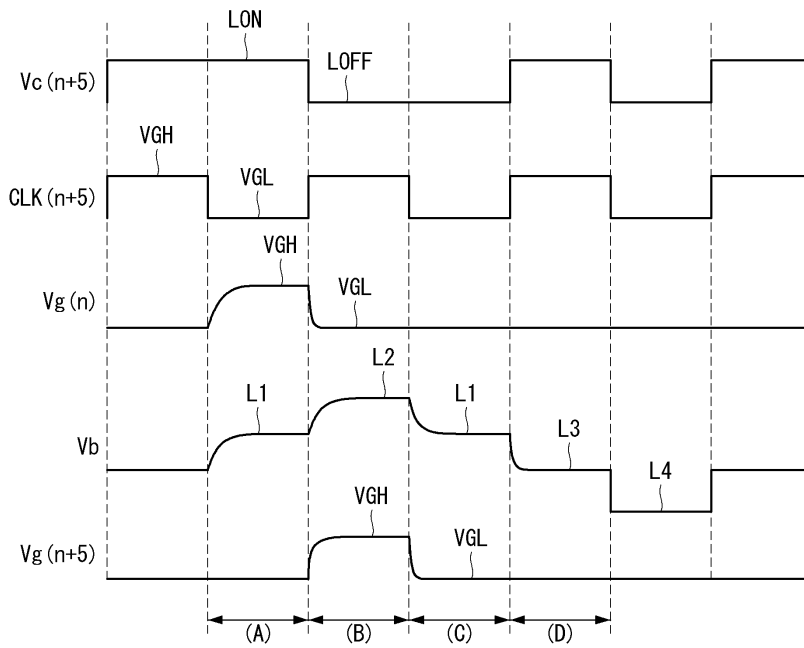 LON
LOFF
Vc(n+5)
VGH
VGL
CLK(n+5)
VGH
VGL
Vg(n)
L2
L1
L1
L3
L4
Vb
VGH
VGL
Vg(n+5)
(A) (B) (C) (D)